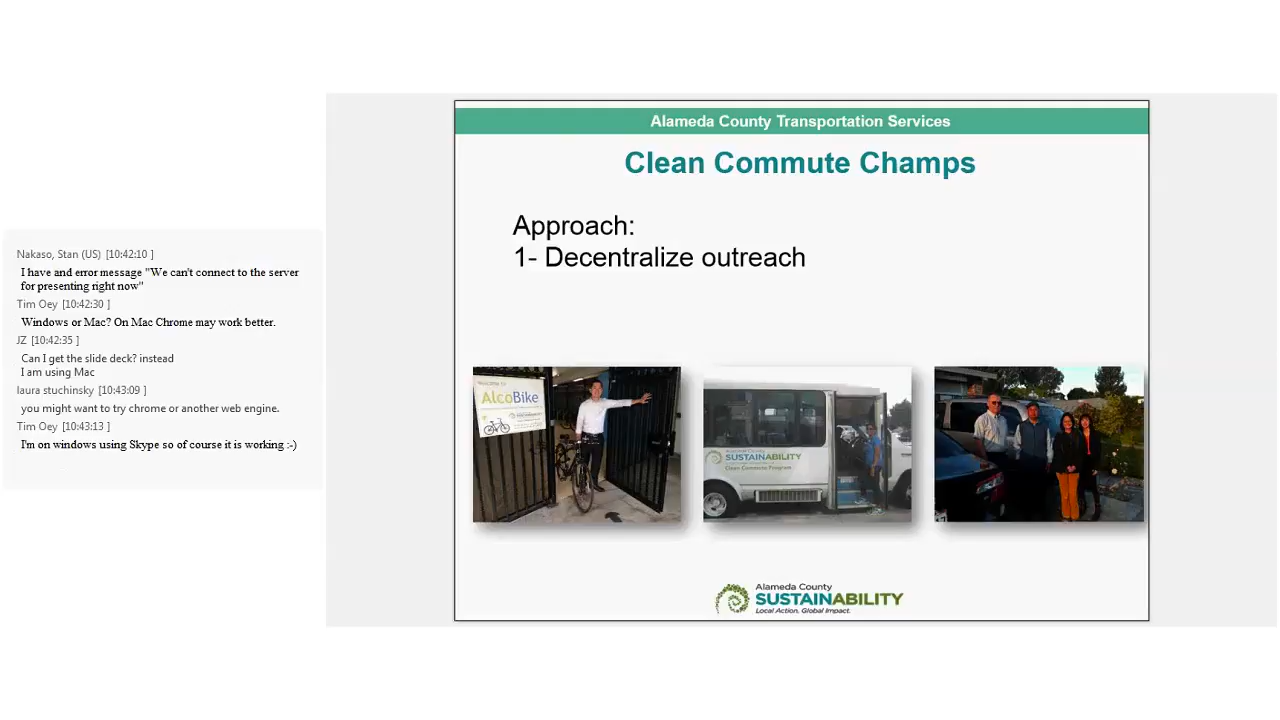 Nakaso, Stan (US) [10:42:10 ]
I have and error message "We can't connect to the server
for presenting right now"
Tim Oey [10:42:30 ]
Windows or Mac? On Mac Chrome may work better.
JZ [10:42:35 ]
Can I get the slide deck? instead
I am using Mac
laura stuchinsky [10:43:09 ]
you might want to try chrome or another web engine.
Tim Oey [10:43:13 ]
I'm on windows using Skype so of course it is working :-)
Alameda County Transportation Services
Clean Commute Champs
Approach:
1- Decentralize outreach
Welcome to
AlcoBike
SUSTAINABILITY
Clean Commute Program
Alameda County
SUSTAINABILITY
Local Action. Global Impact.